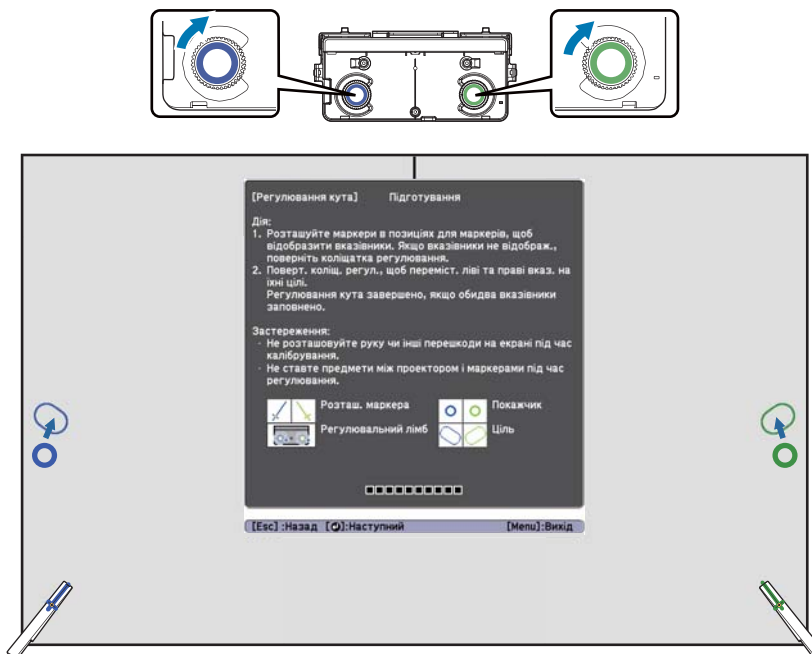 [Регулювання кута] Підготування
Дія:
1. Розташуйте маркери в позиціях для маркерів, щоб
відобразити вказівники. Якщо вказівники не відображ.,
поверніть коліщатка регулювання.
2. Поверт. коліщ. регул., щоб переміст. ліві та праві вказ. на
їхні цілі.
Регулювання кута завершено, якщо обидва вказівники
заповнено.
Застереження:
· Не розташовуйте руку чи інші перешкоди на екрані під час
калібрування.
· Не ставте предмети між проектором і маркерами під час
регулювання.
Розташ. маркера Покажчик
Регулювальний лімб Ціль
[Esc] :Назад [⏎]:Наступний [Menu]:Вихід